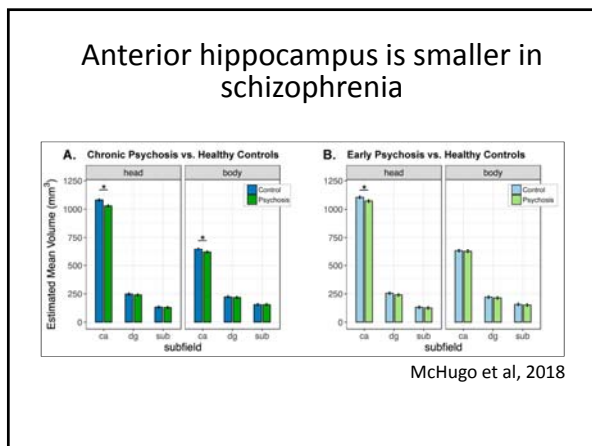 Anterior hippocampus is smaller in
schizophrenia
A. Chronic Psychosis vs. Healthy Controls
head
body
Estimated Mean Volume (mm³)
1250
1000
750
500
250
0
*
*
Control
Psychosis
ca
dg
sub
ca
dg
sub
subfield
B. Early Psychosis vs. Healthy Controls
head
body
1250
1000
750
500
250
0
*
Control
Psychosis
ca
dg
sub
ca
dg
sub
subfield
McHugo et al, 2018